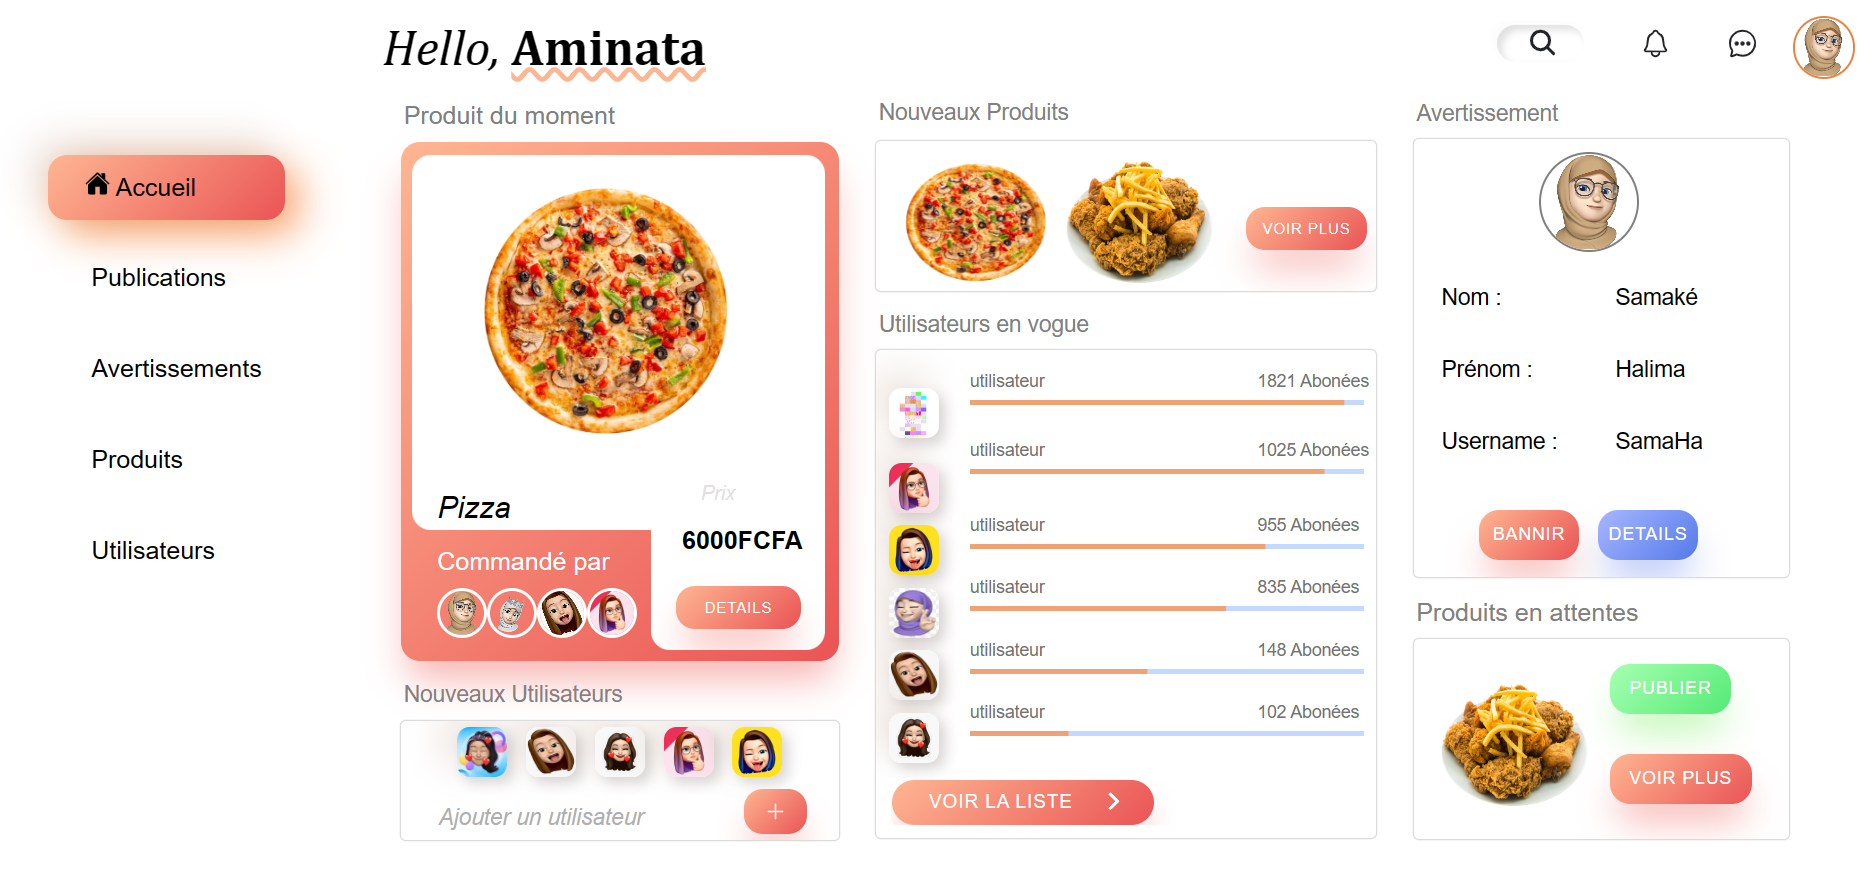 Hello, Aminata
Accueil
Publications
Avertissements
Produits
Utilisateurs
Produit du moment
Pizza
Prix
6000FCFA
Commandé par
DETAILS
Nouveaux Utilisateurs
Ajouter un utilisateur
+
Nouveaux Produits
VOIR PLUS
Utilisateurs en vogue
utilisateur 1821 Abonées
utilisateur 1025 Abonées
utilisateur 955 Abonées
utilisateur 835 Abonées
utilisateur 148 Abonées
utilisateur 102 Abonées
VOIR LA LISTE
Avertissement
Nom : Samaké
Prénom : Halima
Username : SamaHa
BANNIR DETAILS
Produits en attentes
PUBLIER
VOIR PLUS